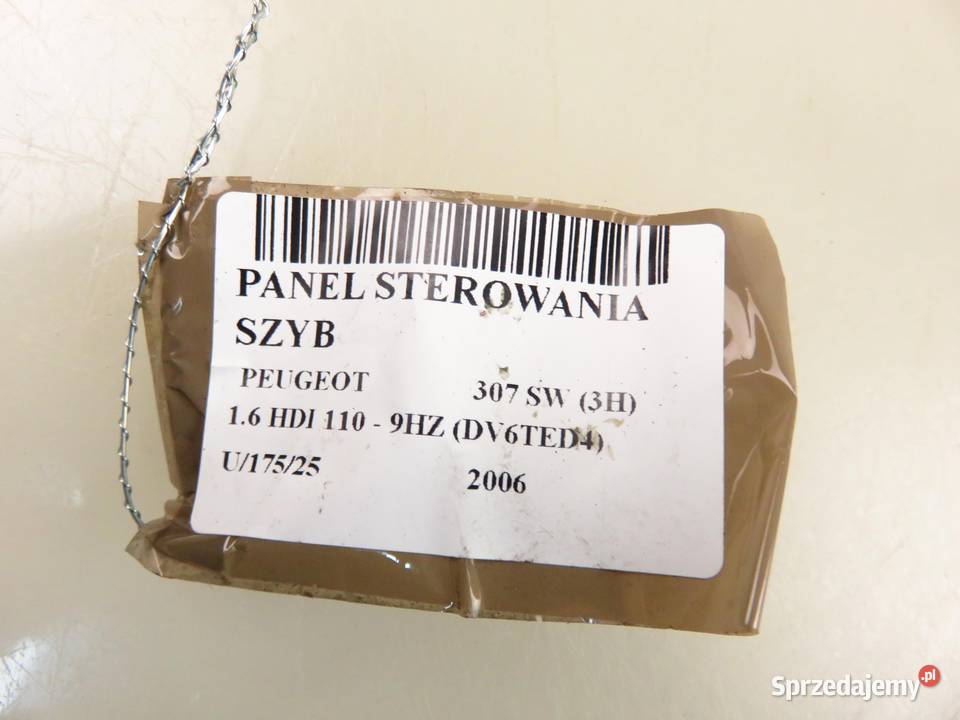 PANEL STEROWANIA
SZYB
PEUGEOT 307 SW (3H)
1.6 HDI 110 - 9HZ (DV6TED4)
U/175/25 2006
Sprzedajemy.pl